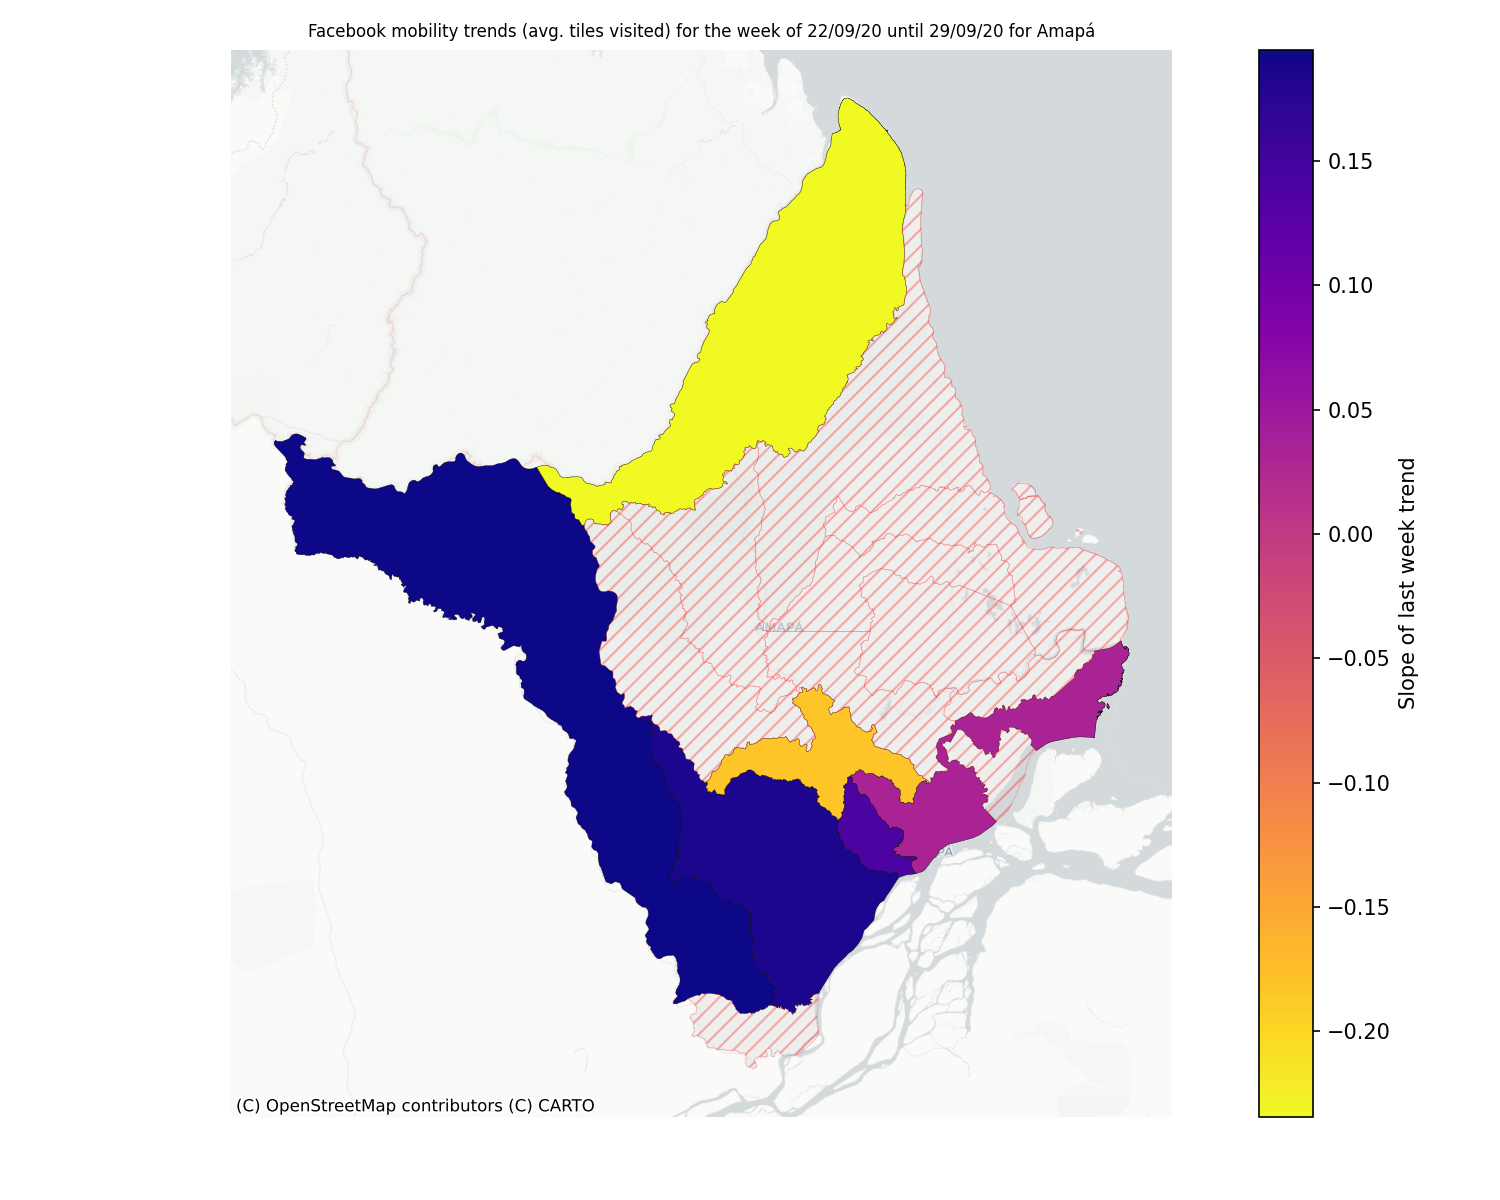 Facebook mobility trends (avg. tiles visited) for the week of 22/09/20 until 29/09/20 for Amapá
0.15
0.10
0.05
0.00
−0.05
−0.10
−0.15
−0.20
Slope of last week trend
AMAPÁ
(C) OpenStreetMap contributors (C) CARTO